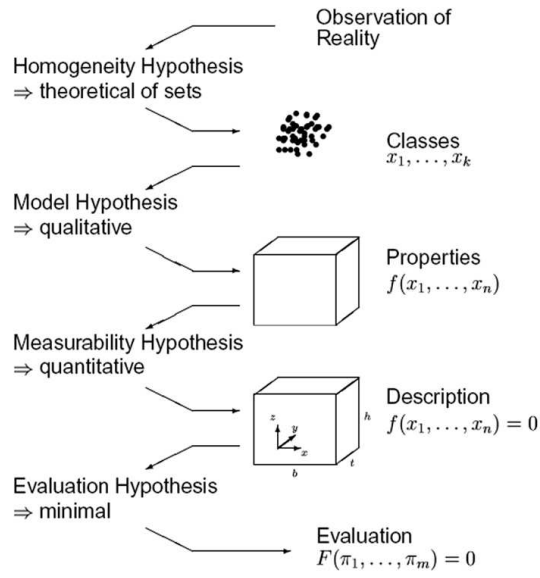 Observation of
Reality
Homogeneity Hypothesis
⇒ theoretical of sets
Classes
x₁, . . . , xₖ
Model Hypothesis
⇒ qualitative
Properties
f(x₁, . . . , xₙ)
Measurability Hypothesis
⇒ quantitative
Description
f(x₁, . . . , xₙ) = 0
z
y
x
h
t
b
Evaluation Hypothesis
⇒ minimal
Evaluation
F(π₁, . . . , πₘ) = 0